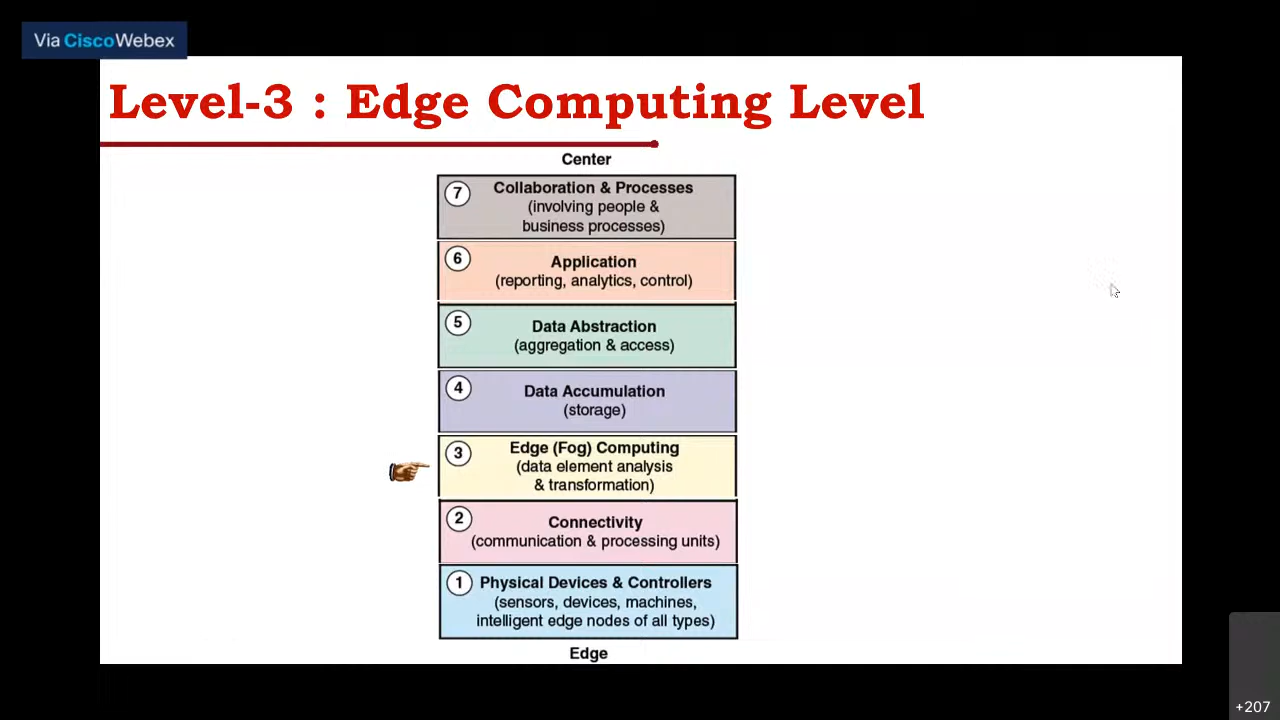 Via CiscoWebex
Level-3 : Edge Computing Level
Center
7
Collaboration & Processes
(involving people &
business processes)
6
Application
(reporting, analytics, control)
5
Data Abstraction
(aggregation & access)
4
Data Accumulation
(storage)
3
Edge (Fog) Computing
(data element analysis
& transformation)
2
Connectivity
(communication & processing units)
1
Physical Devices & Controllers
(sensors, devices, machines,
intelligent edge nodes of all types)
Edge
+207